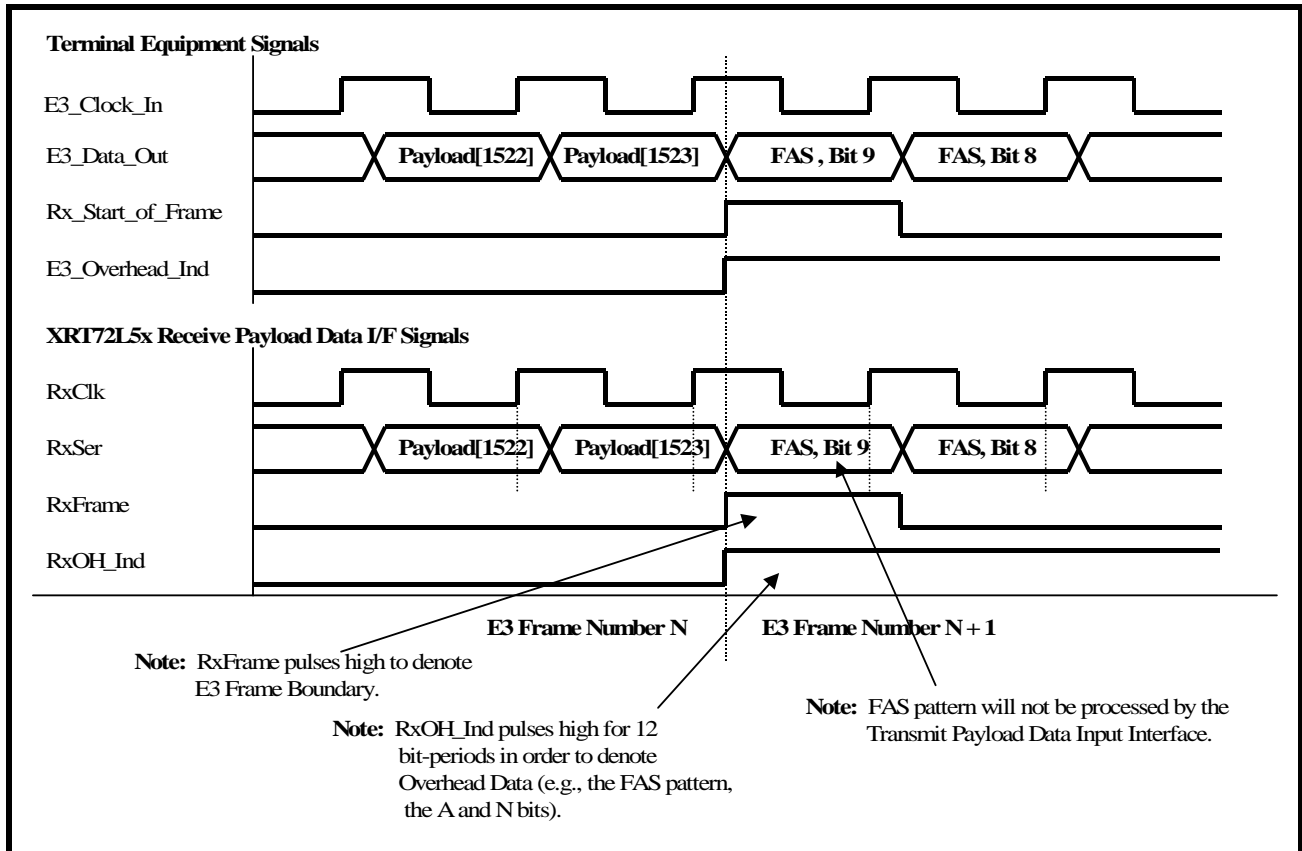 Terminal Equipment Signals
E3_Clock_In
E3_Data_Out
Payload[1522] Payload[1523] FAS , Bit 9 FAS, Bit 8
Rx_Start_of_Frame
E3_Overhead_Ind
XRT72L5x Receive Payload Data I/F Signals
RxClk
RxSer
Payload[1522] Payload[1523] FAS, Bit 9 FAS, Bit 8
RxFrame
RxOH_Ind
E3 Frame Number N E3 Frame Number N + 1
Note: RxFrame pulses high to denote
E3 Frame Boundary.
Note: RxOH_Ind pulses high for 12
bit-periods in order to denote
Overhead Data (e.g., the FAS pattern,
the A and N bits).
Note: FAS pattern will not be processed by the
Transmit Payload Data Input Interface.